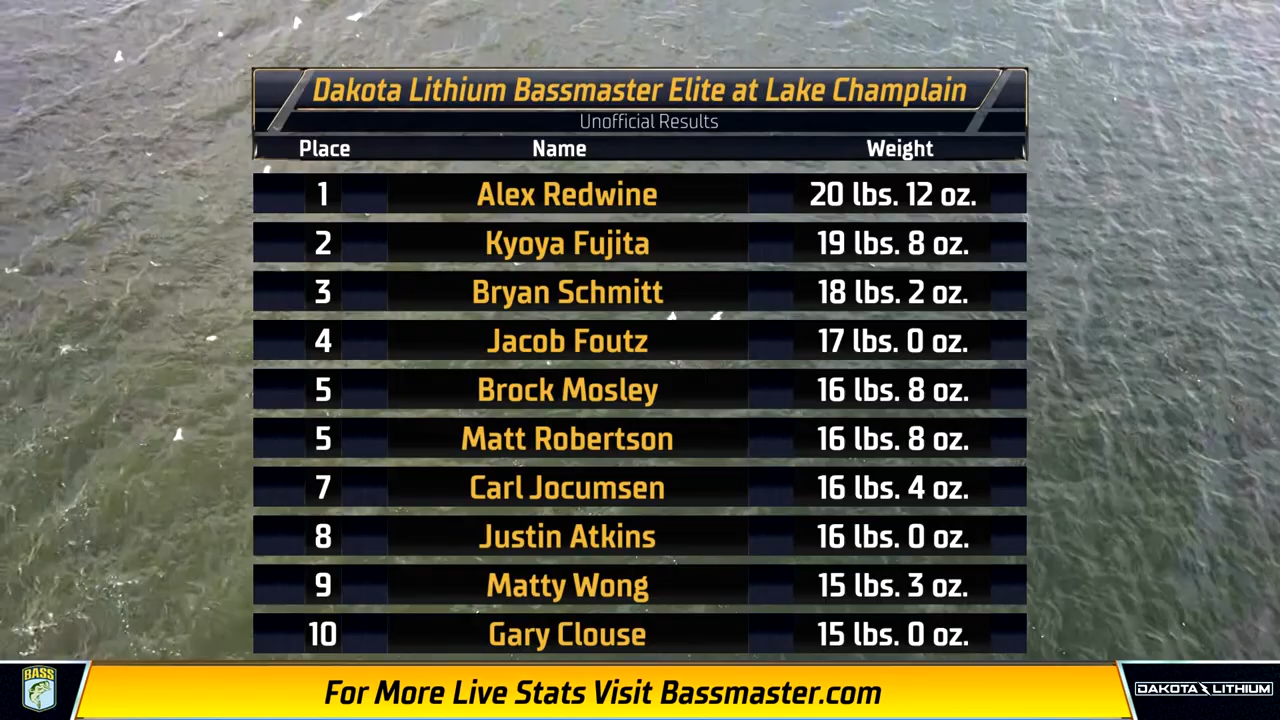 Dakota Lithium Bassmaster Elite at Lake Champlain
Unofficial Results
Place Name Weight
1 Alex Redwine 20 lbs. 12 oz.
2 Kyoya Fujita 19 lbs. 8 oz.
3 Bryan Schmitt 18 lbs. 2 oz.
4 Jacob Foutz 17 lbs. 0 oz.
5 Brock Mosley 16 lbs. 8 oz.
5 Matt Robertson 16 lbs. 8 oz.
7 Carl Jocumsen 16 lbs. 4 oz.
8 Justin Atkins 16 lbs. 0 oz.
9 Matty Wong 15 lbs. 3 oz.
10 Gary Clouse 15 lbs. 0 oz.
BASS For More Live Stats Visit Bassmaster.com DAKOTA LITHIUM